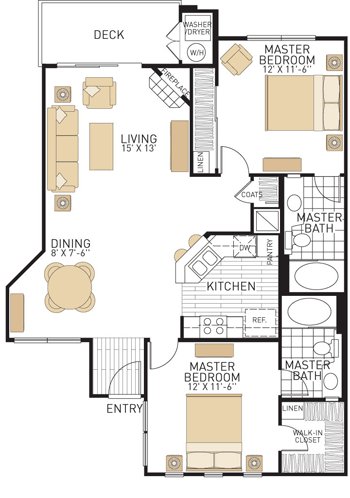 DECK
WASHER
/DRYER
W/H
FIREPLACE
MASTER
BEDROOM
12' X 11'-6"
LIVING
15' X 13'
LINEN
COATS
MASTER
BATH
DINING
8' X 7'-6"
DW
PANTRY
KITCHEN
REF.
MASTER
BEDROOM
12' X 11'-6"
MASTER
BATH
ENTRY
LINEN
WALK-IN
CLOSET